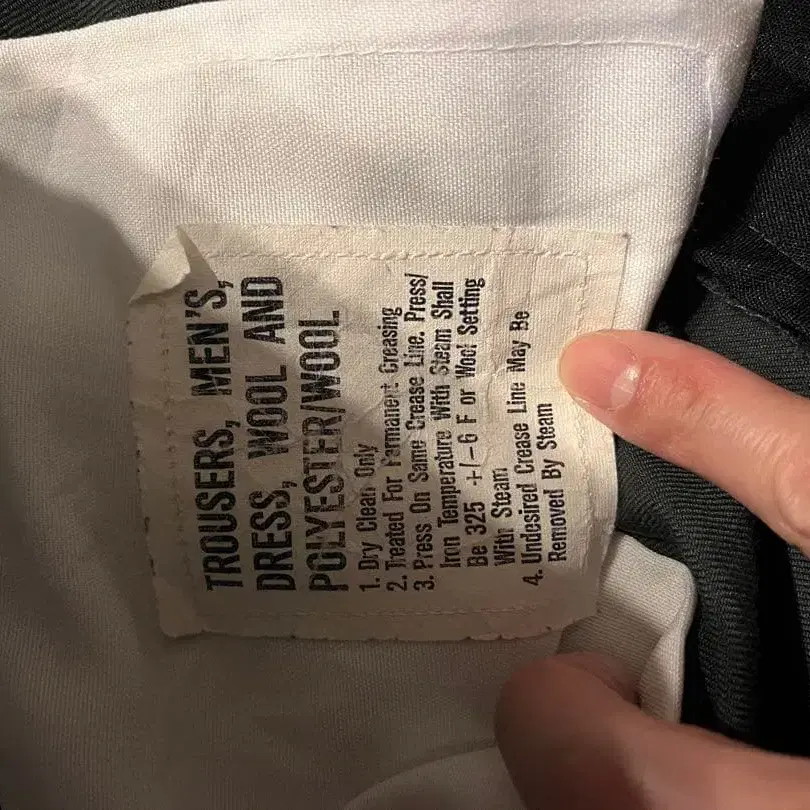 TROUSERS, MEN'S,
DRESS, WOOL AND
POLYESTER/WOOL
1. Dry Clean Only
2. Treated For Permanent Creasing
3. Press On Same Crease Line. Press/
Iron Temperature With Steam Shall
Be 325 +/-6 F or Wool Setting
With Steam
4. Undesired Crease Line May Be
Removed By Steam